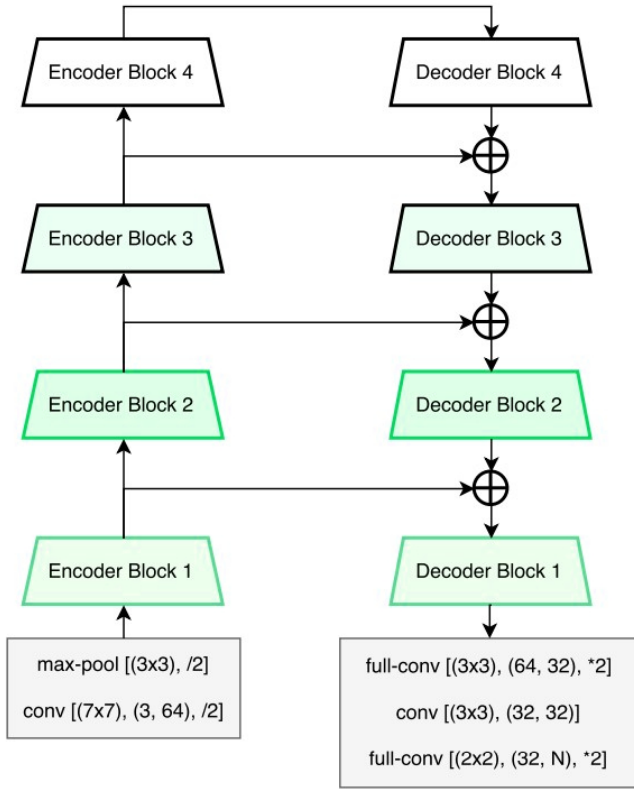 Encoder Block 4
Decoder Block 4
Encoder Block 3
Decoder Block 3
Encoder Block 2
Decoder Block 2
Encoder Block 1
Decoder Block 1
max-pool [(3x3), /2]
conv [(7x7), (3, 64), /2]
full-conv [(3x3), (64, 32), *2]
conv [(3x3), (32, 32)]
full-conv [(2x2), (32, N), *2]